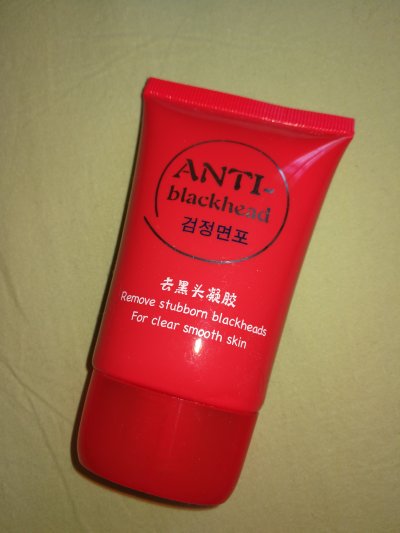 ANTI-
blackhead
검정면포
去黑头凝胶
Remove stubborn blackheads
For clear smooth skin